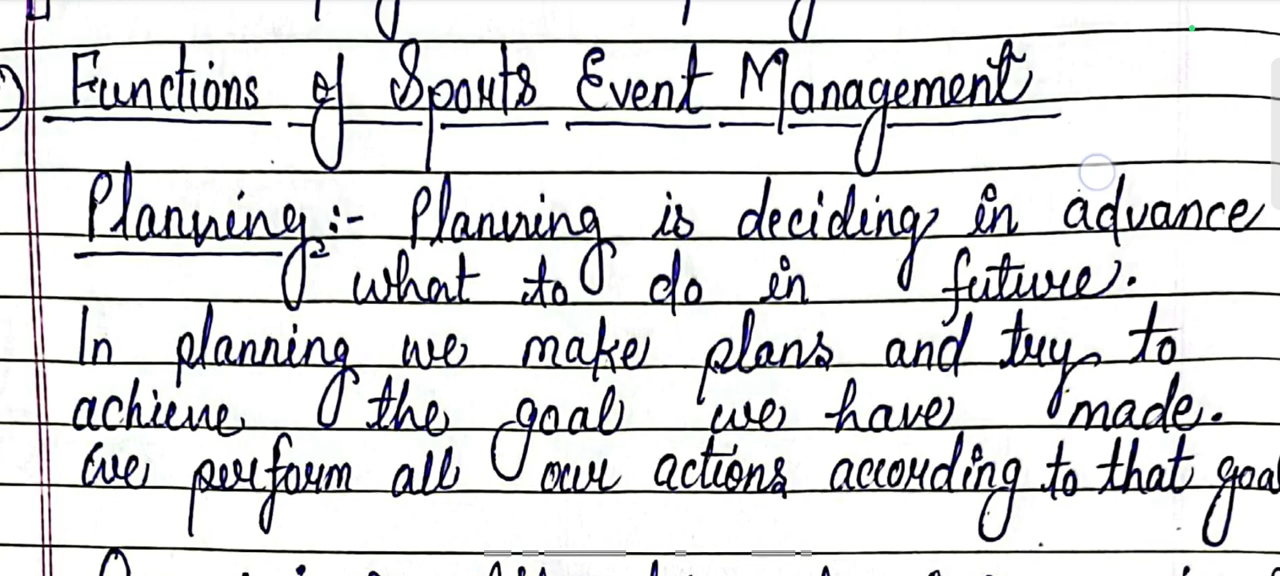 Functions of Sports Event Management
Planning :- Planning is deciding in advance
what to do in future.
In planning we make plans and try to
achieve the goal we have made.
we perform all our actions according to that goal